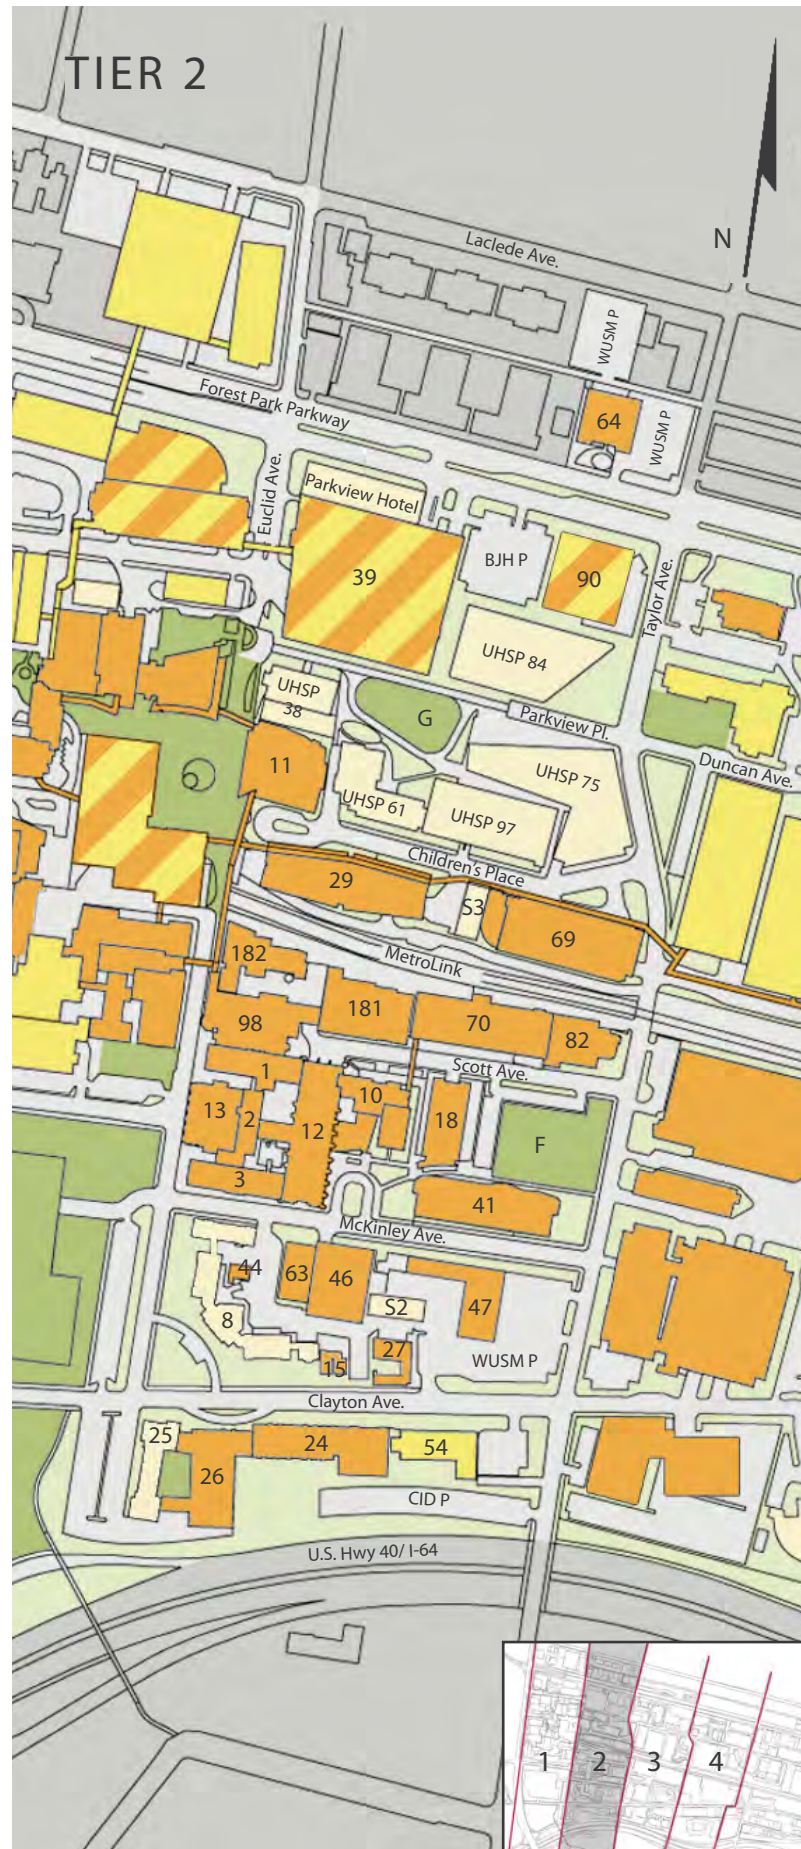 TIER 2
N
Laclede Ave.
WUSM P
64
WUSM P
Forest Park Parkway
Euclid Ave.
Parkview Hotel
39
BJH P
90
Taylor Ave.
UHSP 84
UHSP
38
G
Parkview Pl.
Duncan Ave.
11
UHSP 61
UHSP 97
UHSP 75
Children's Place
29
S3
69
MetroLink
182
181
98
70
82
Scott Ave.
1
10
13
2
12
18
F
3
41
McKinley Ave.
44
63
46
S2
47
8
15
27
WUSM P
Clayton Ave.
25
24
54
26
CID P
U.S. Hwy 40/ I-64
1
2
3
4